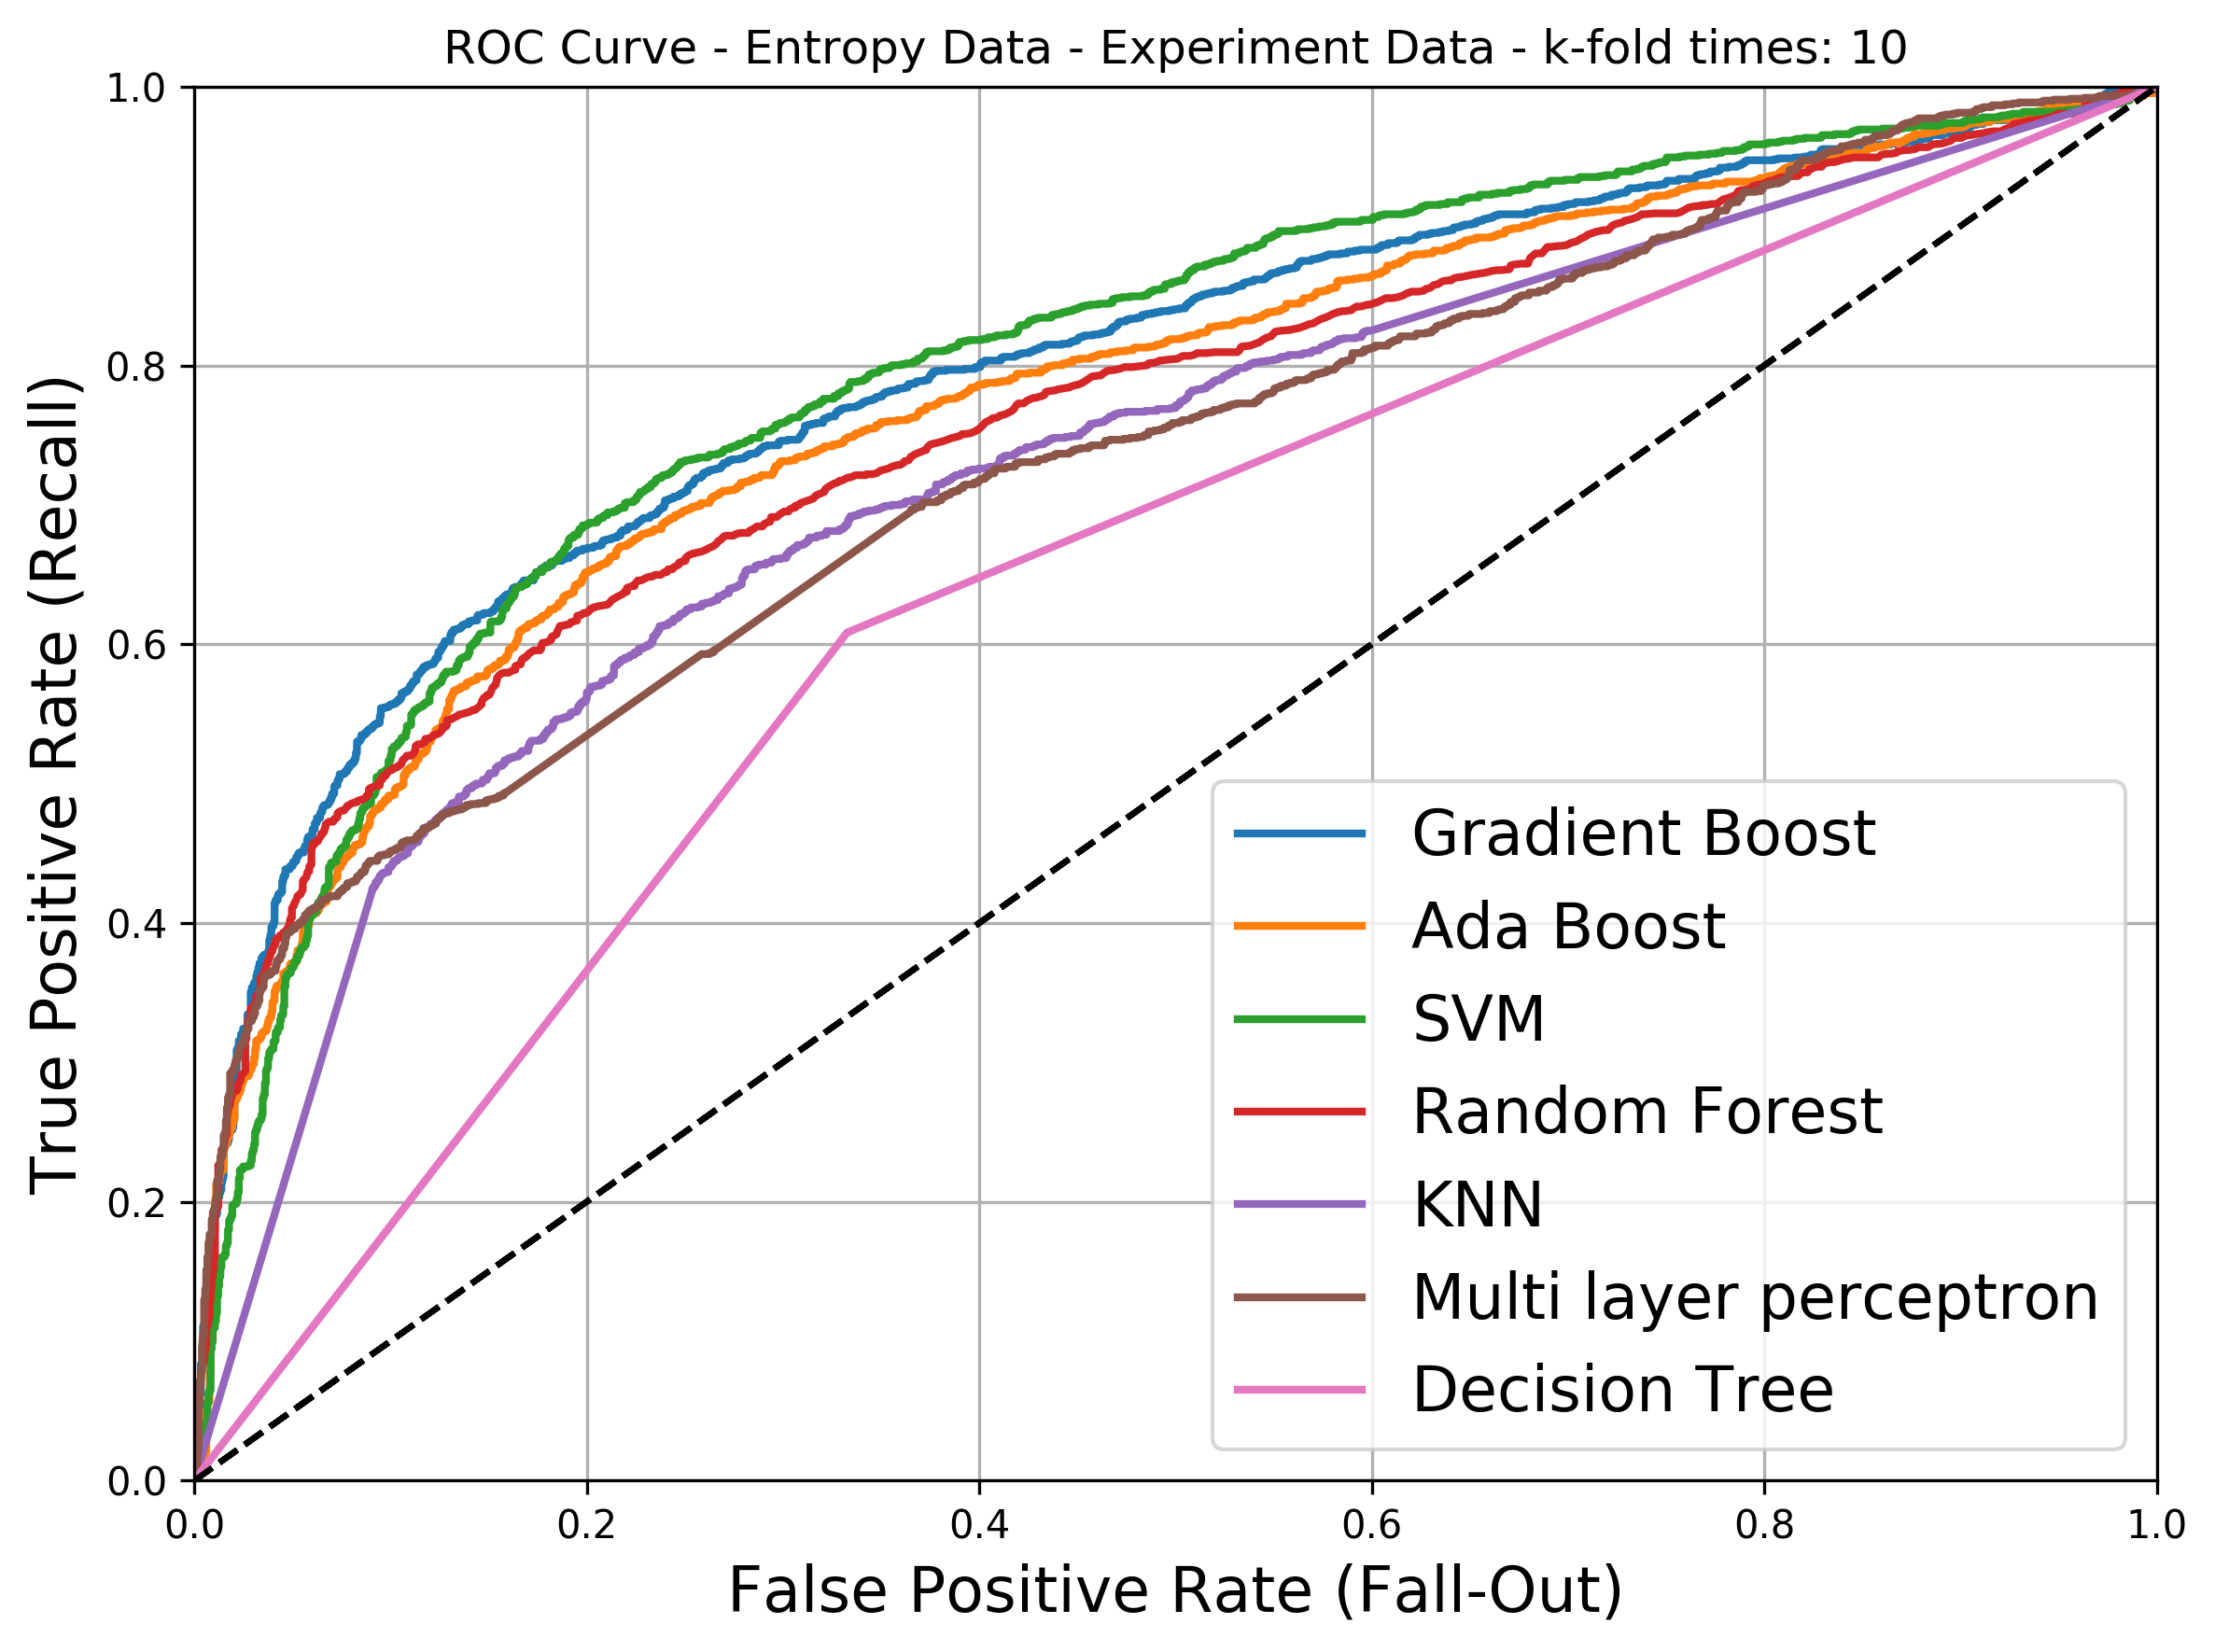 ROC Curve - Entropy Data - Experiment Data - k-fold times: 10
True Positive Rate (Recall)
1.0
0.8
0.6
0.4
0.2
0.0
Gradient Boost
Ada Boost
SVM
Random Forest
KNN
Multi layer perceptron
Decision Tree
0.0 0.2 0.4 0.6 0.8 1.0
False Positive Rate (Fall-Out)